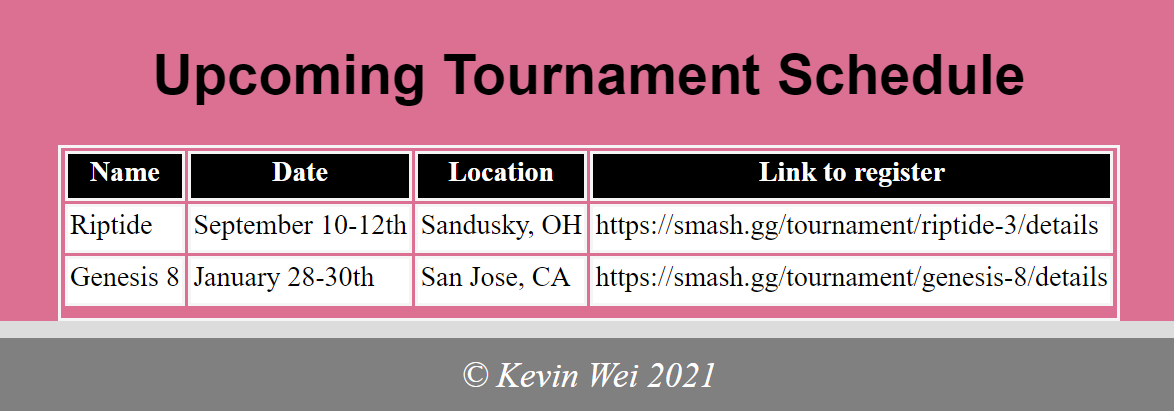 Upcoming Tournament Schedule
Name Date Location Link to register
Riptide September 10-12th Sandusky, OH https://smash.gg/tournament/riptide-3/details
Genesis 8 January 28-30th San Jose, CA https://smash.gg/tournament/genesis-8/details
© Kevin Wei 2021